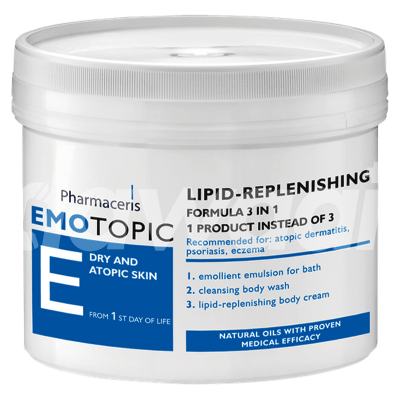 Pharmaceris
EMOTOPIC
E
DRY AND
ATOPIC SKIN
FROM 1 ST DAY OF LIFE
LIPID-REPLENISHING
FORMULA 3 IN 1
1 PRODUCT INSTEAD OF 3
Recommended for: atopic dermatitis,
psoriasis, eczema
1. emollient emulsion for bath
2. cleansing body wash
3. lipid-replenishing body cream
NATURAL OILS WITH PROVEN
MEDICAL EFFICACY